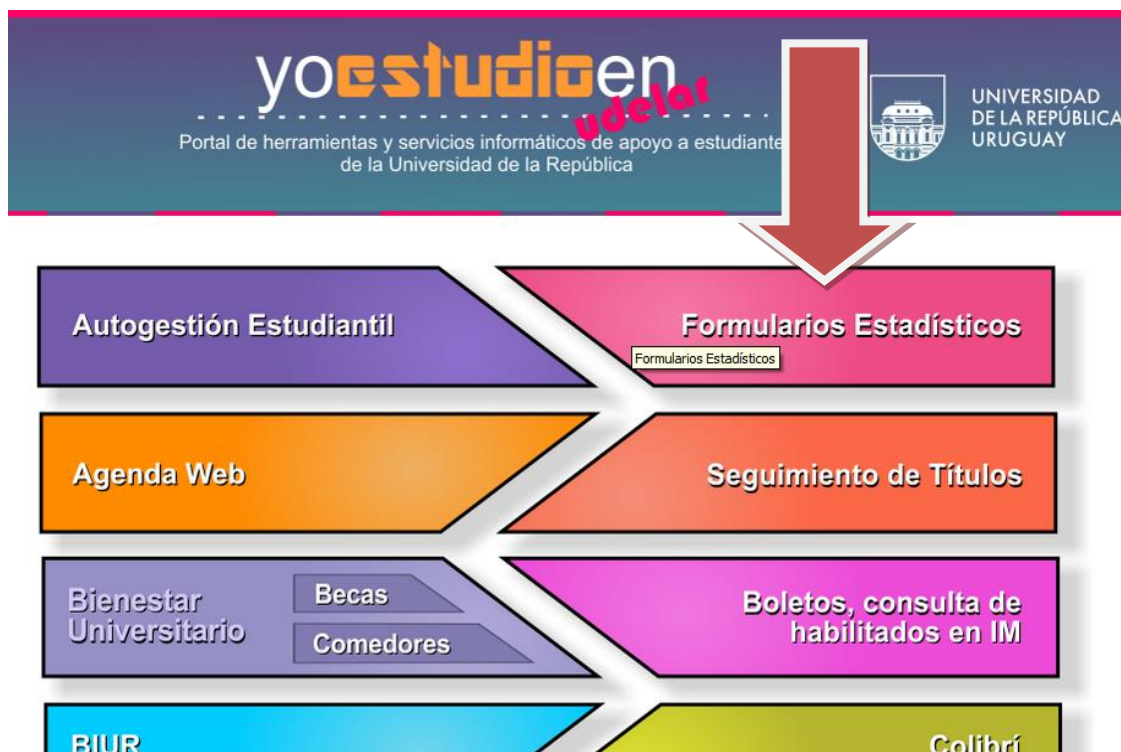 yoestudioen
udelar
Portal de herramientas y servicios informáticos de apoyo a estudiante
de la Universidad de la República
UNIVERSIDAD
DE LA REPÚBLICA
URUGUAY
Autogestión Estudiantil
Formularios Estadísticos
Formularios Estadísticos
Agenda Web
Seguimiento de Títulos
Bienestar
Universitario
Becas
Comedores
Boletos, consulta de
habilitados en IM
BIUR
Colibrí